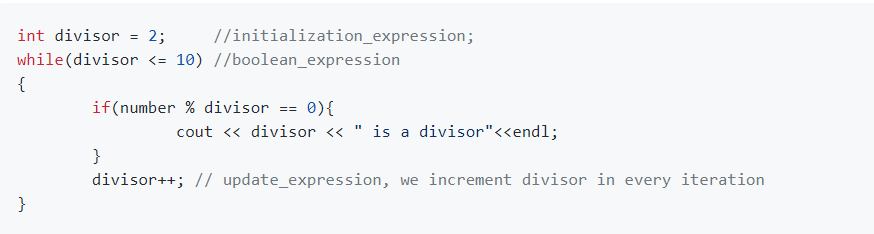 int divisor = 2;     //initialization_expression;
while(divisor <= 10) //boolean_expression
{
        if(number % divisor == 0){
                cout << divisor << " is a divisor"<<endl;
        }
        divisor++; // update_expression, we increment divisor in every iteration
}